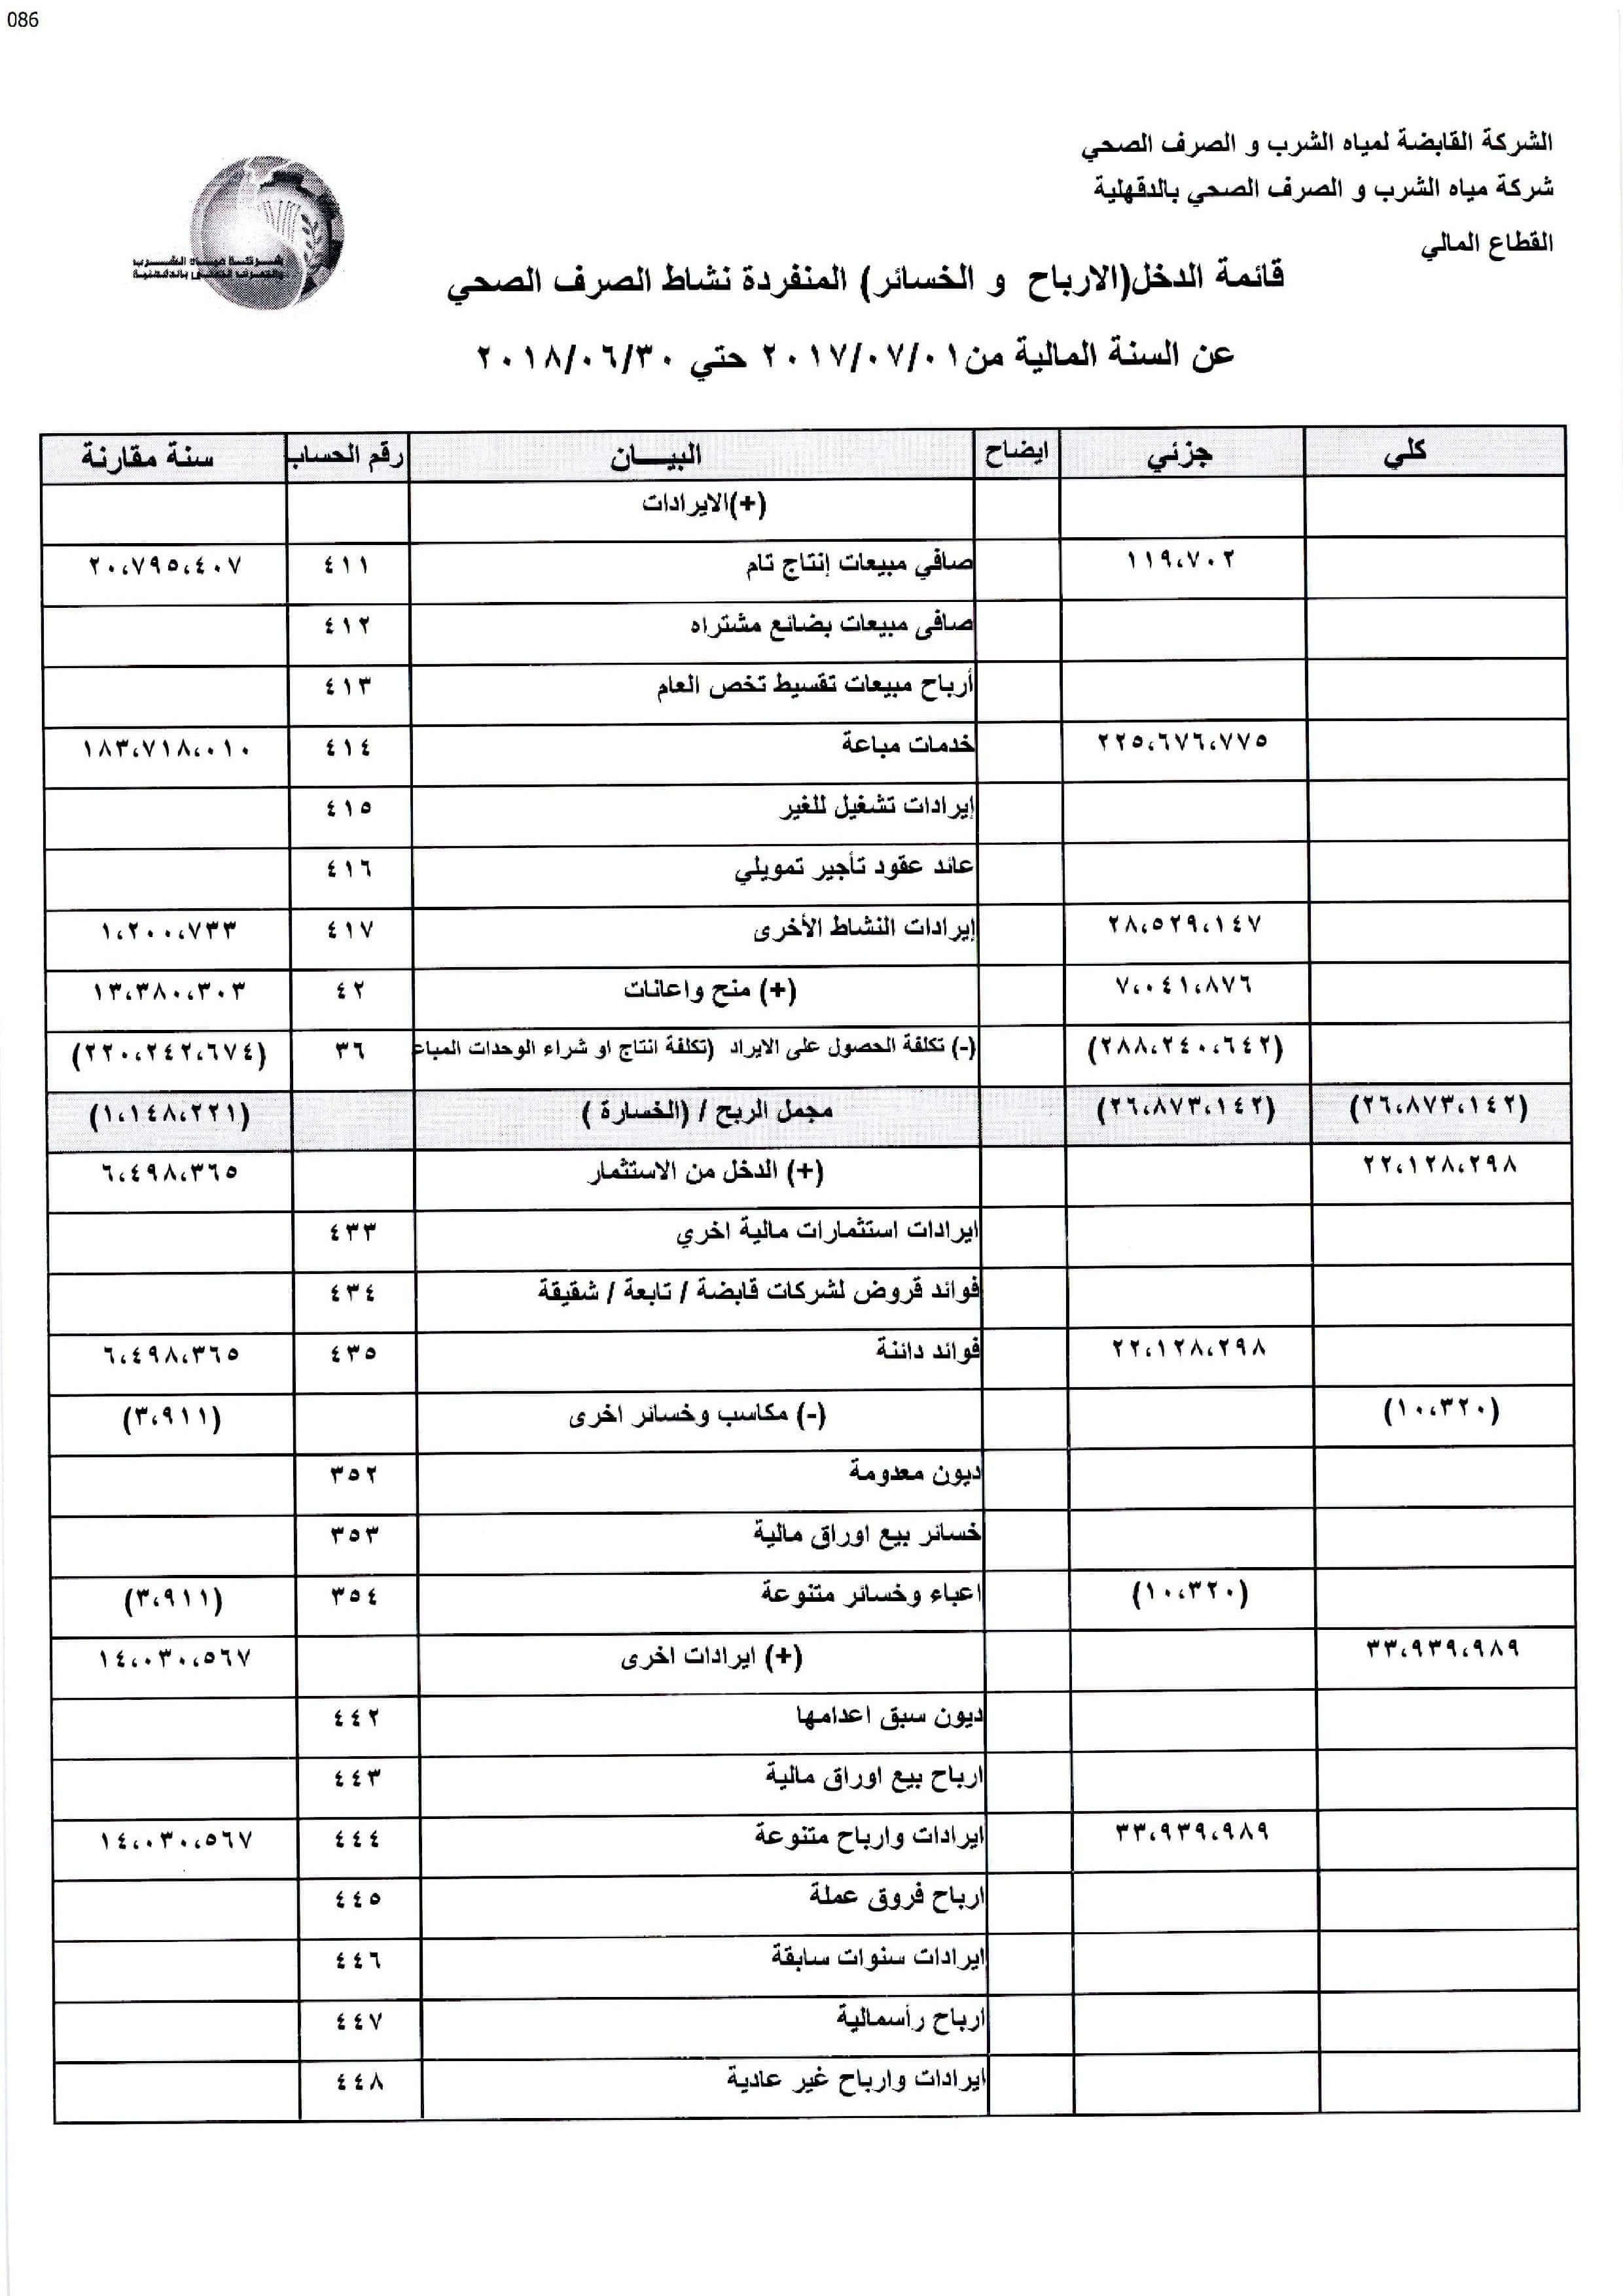 086
الشركة القابضة لمياه الشرب و الصرف الصحي
شركة مياه الشرب و الصرف الصحي بالدقهلية
القطاع المالي
شركة مياه الشرب
والصرف الصحى بالدقهلية
قائمة الدخل(الارباح و الخسائر) المنفردة نشاط الصرف الصحي
عن السنة المالية من ٢٠١٧/٠٧/٠١ حتي ٢٠١٨/٠٦/٣٠
كلي جزئي ايضاح البيـــان رقم الحساب سنة مقارنة
(+)الايرادات
١١٩،٧٠٢ صافي مبيعات إنتاج تام ٤١١ ٢٠،٧٩٥،٤٠٧
صافى مبيعات بضائع مشتراه ٤١٢
أرباح مبيعات تقسيط تخص العام ٤١٣
٢٢٥،٦٧٦،٧٧٥ خدمات مباعة ٤١٤ ١٨٣،٧١٨،٠١٠
إيرادات تشغيل للغير ٤١٥
عائد عقود تأجير تمويلي ٤١٦
٢٨،٥٢٩،١٤٧ إيرادات النشاط الأخرى ٤١٧ ١،٢٠٠،٧٣٣
٧،٠٤١،٨٧٦ (+) منح واعانات ٤٢ ١٣،٣٨٠،٣٠٣
(٢٨٨،٢٤٠،٦٤٢) (-) تكلفة الحصول على الايراد (تكلفة انتاج او شراء الوحدات المباع ٣٦ (٢٢٠،٢٤٢،٦٧٤)
(٢٦،٨٧٣،١٤٢) (٢٦،٨٧٣،١٤٢) مجمل الربح / (الخسارة ) (١،١٤٨،٢٢١)
٢٢،١٢٨،٢٩٨ (+) الدخل من الاستثمار ٦،٤٩٨،٣٦٥
ايرادات استثمارات مالية اخري ٤٣٣
فوائد قروض لشركات قابضة / تابعة / شقيقة ٤٣٤
٢٢،١٢٨،٢٩٨ فوائد دائنة ٤٣٥ ٦،٤٩٨،٣٦٥
(١٠،٣٢٠) (-) مكاسب وخسائر اخرى (٣،٩١١)
ديون معدومة ٣٥٢
خسائر بيع اوراق مالية ٣٥٣
(١٠،٣٢٠) اعباء وخسائر متنوعة ٣٥٤ (٣،٩١١)
٣٣،٩٣٩،٩٨٩ (+) ايرادات اخرى ١٤،٠٣٠،٥٦٧
ديون سبق اعدامها ٤٤٢
ارباح بيع اوراق مالية ٤٤٣
٣٣،٩٣٩،٩٨٩ ايرادات وارباح متنوعة ٤٤٤ ١٤،٠٣٠،٥٦٧
ارباح فروق عملة ٤٤٥
ايرادات سنوات سابقة ٤٤٦
ارباح رأسمالية ٤٤٧
ايرادات وارباح غير عادية ٤٤٨